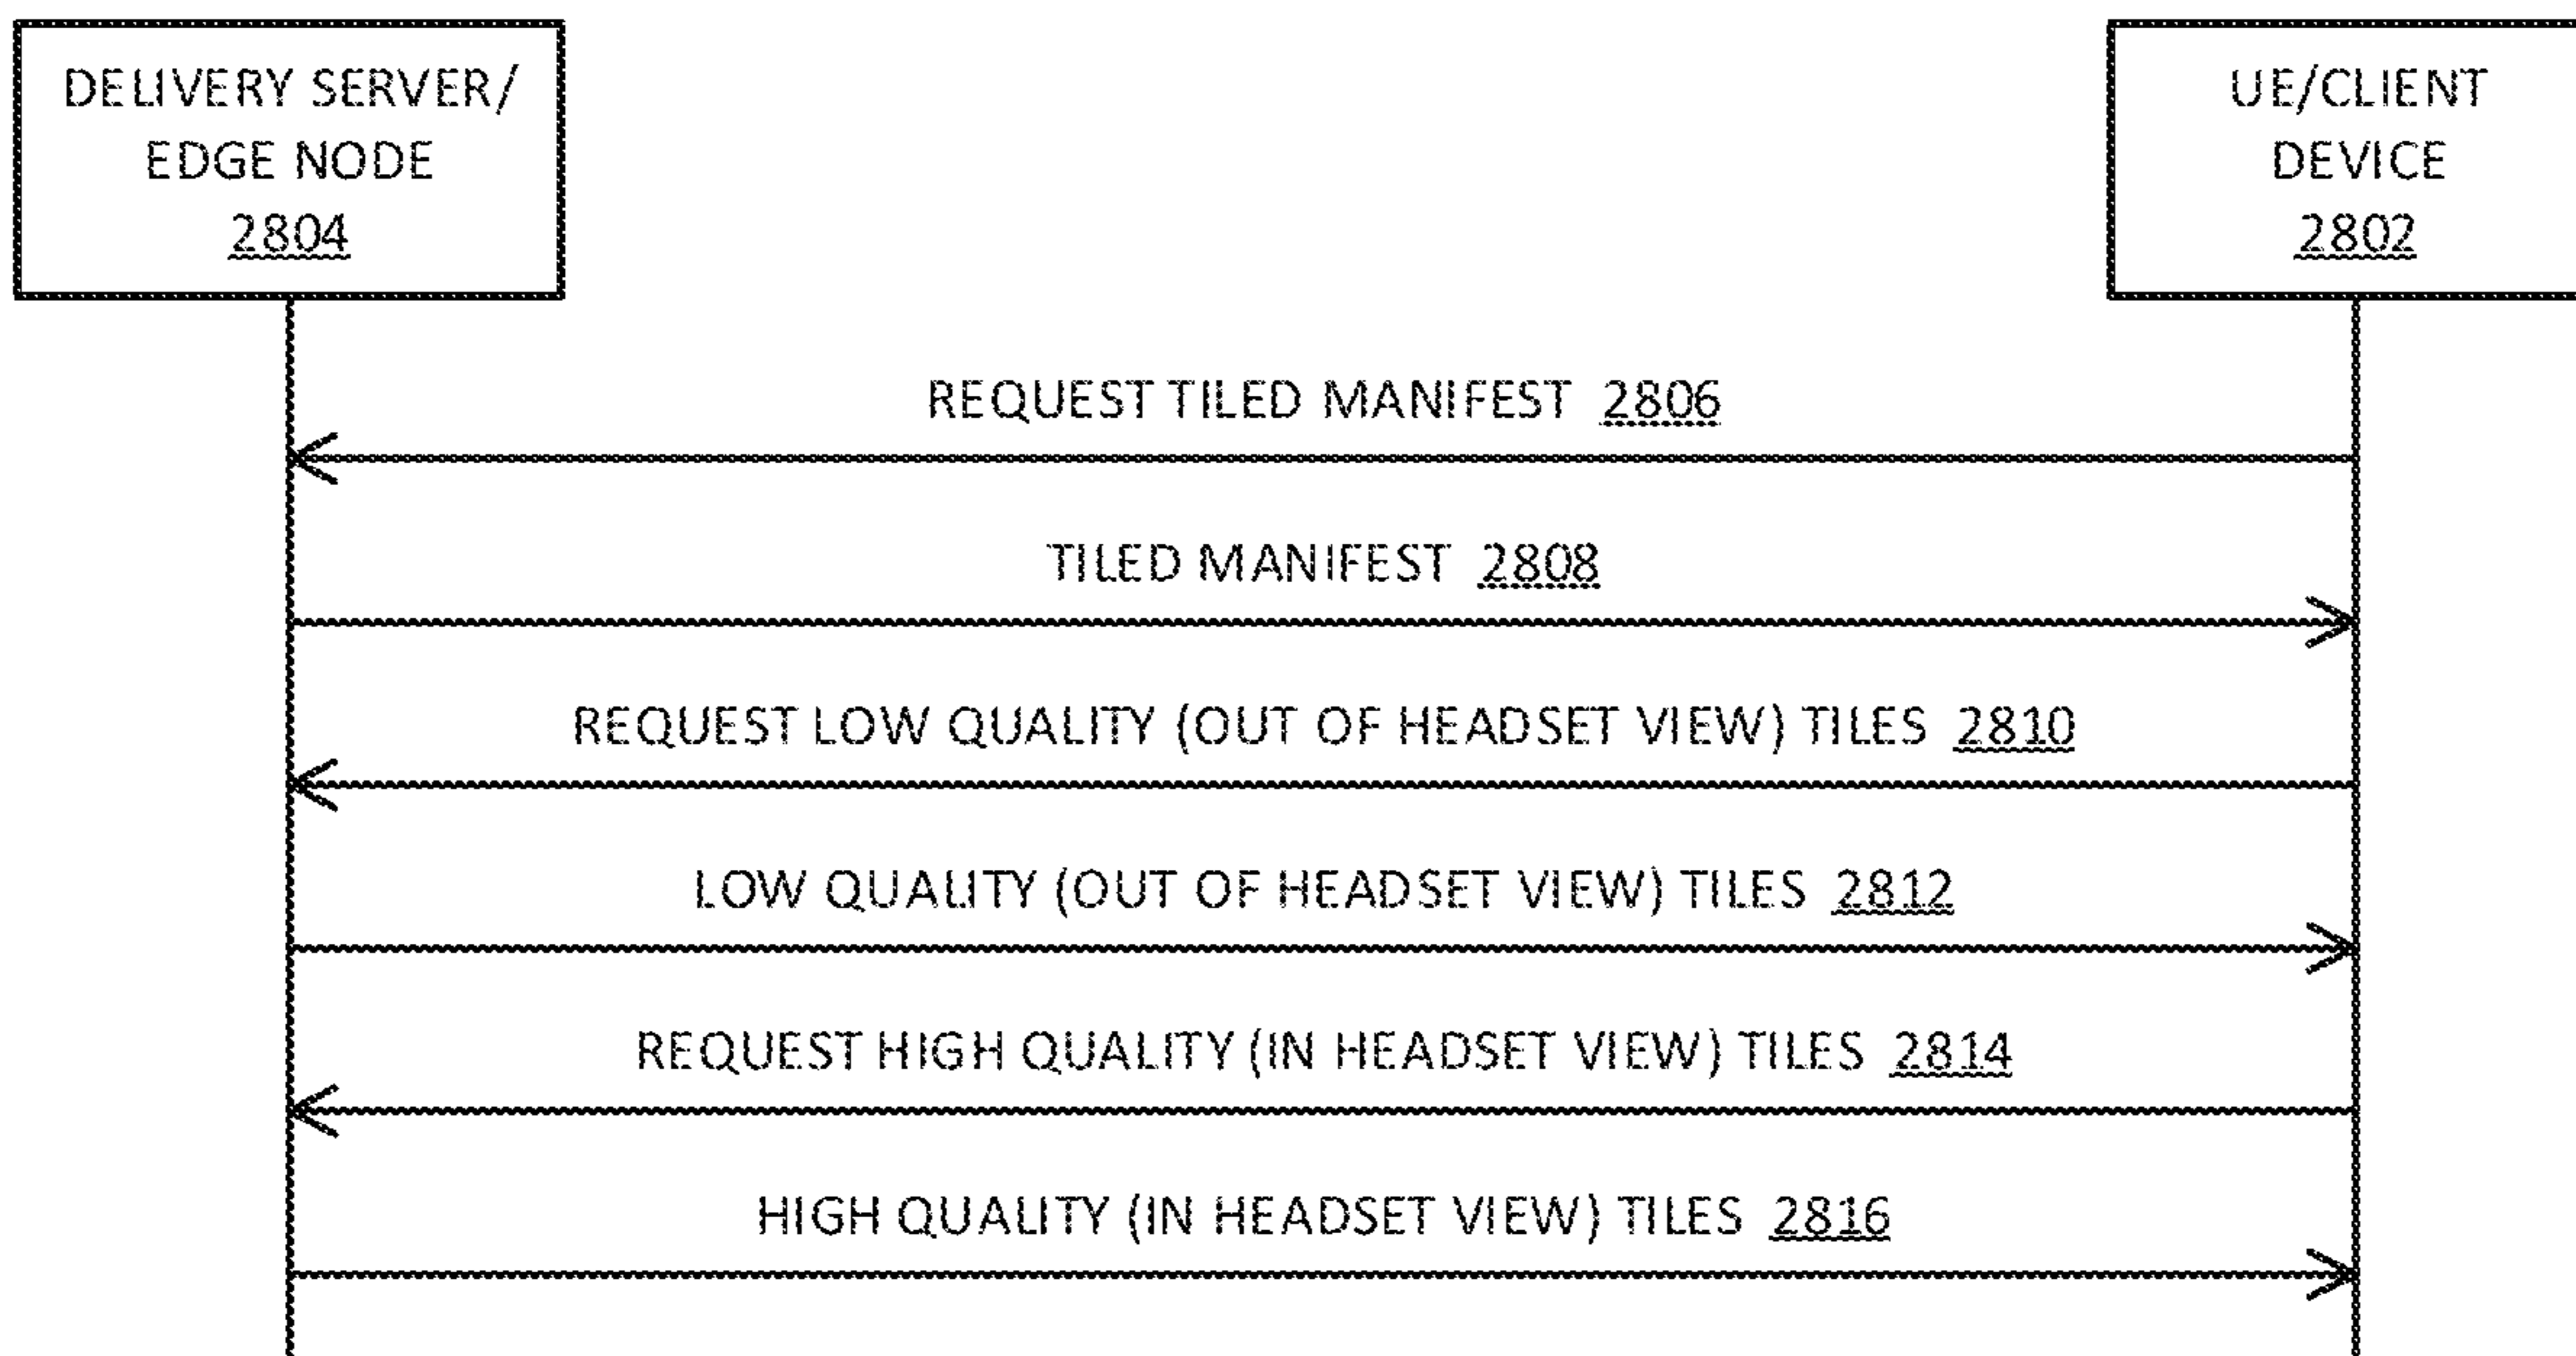 DELIVERY SERVER/
EDGE NODE
2804
UE/CLIENT
DEVICE
2802
REQUEST TILED MANIFEST 2806
TILED MANIFEST 2808
REQUEST LOW QUALITY (OUT OF HEADSET VIEW) TILES 2810
LOW QUALITY (OUT OF HEADSET VIEW) TILES 2812
REQUEST HIGH QUALITY (IN HEADSET VIEW) TILES 2814
HIGH QUALITY (IN HEADSET VIEW) TILES 2816